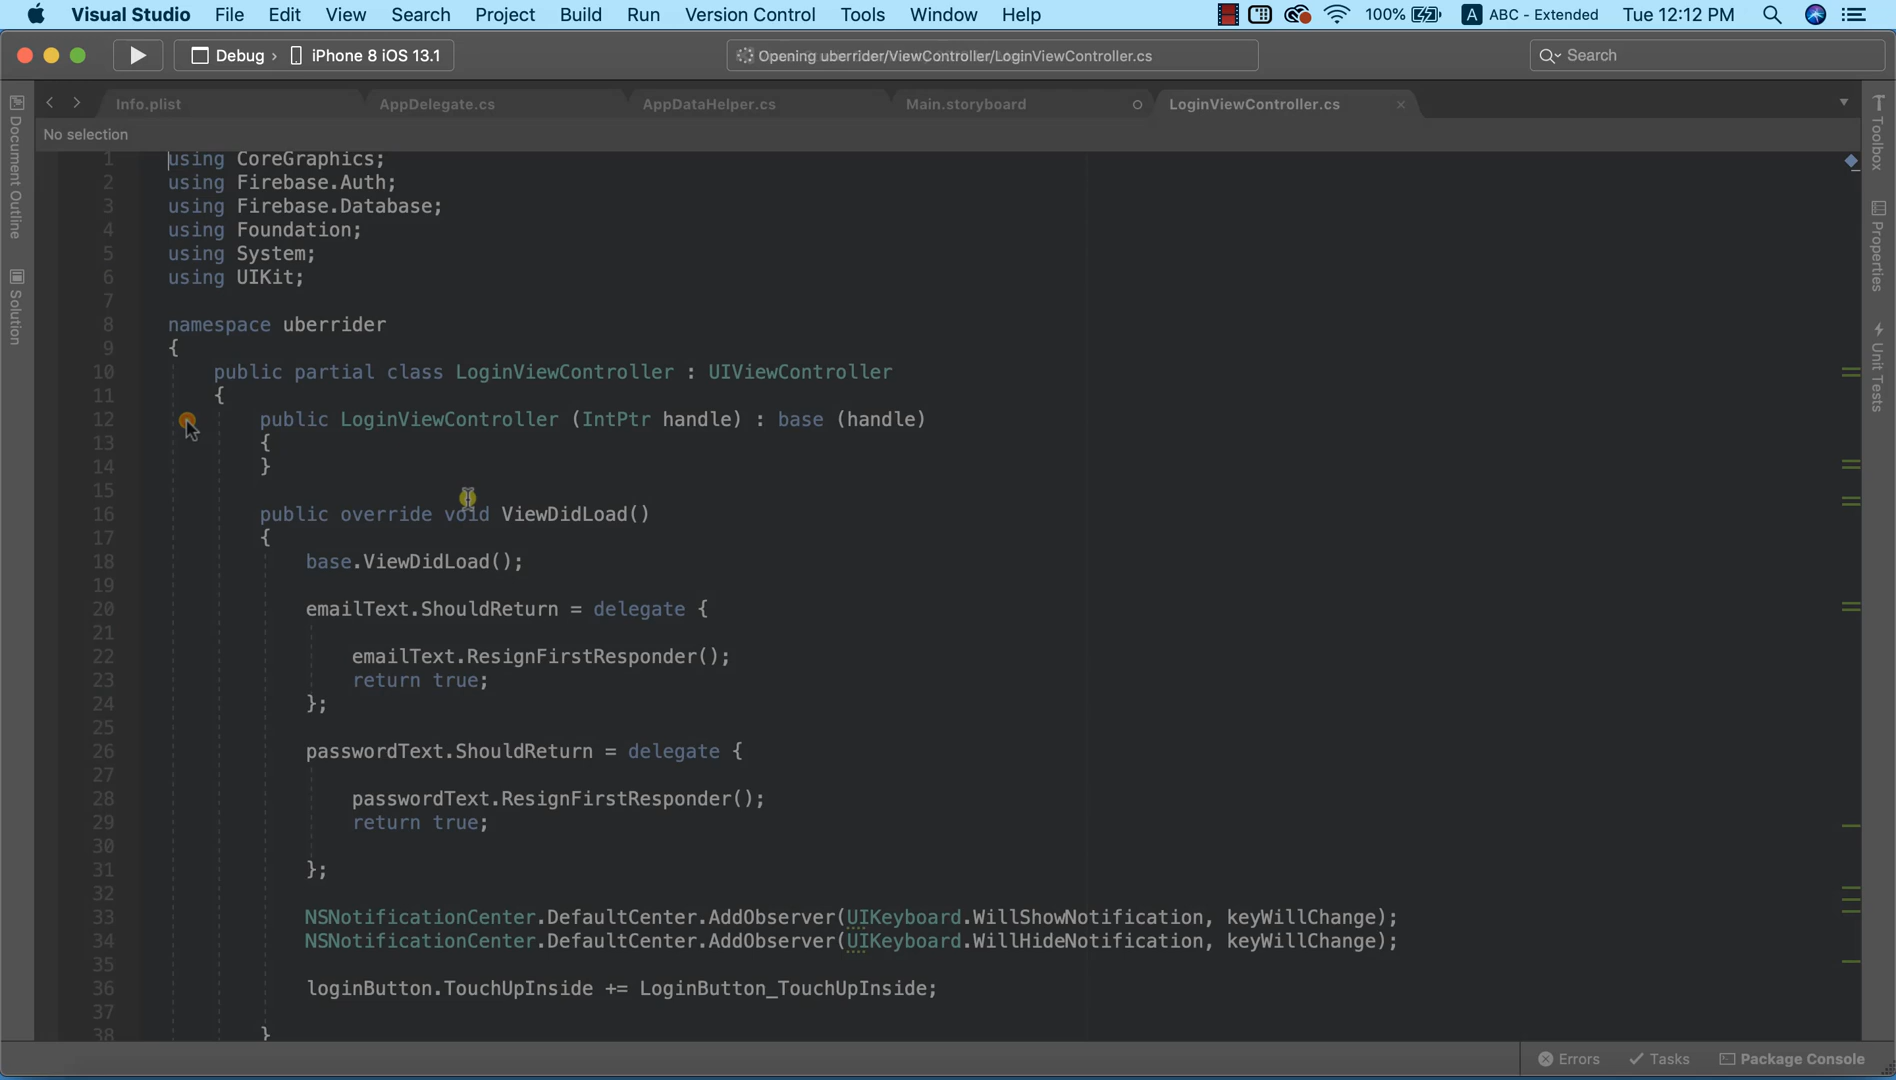 Visual Studio File Edit View Search Project Build Run Version Control Tools Window Help 100% A ABC - Extended Tue 12:12 PM
Debug › iPhone 8 iOS 13.1 Opening uberrider/ViewController/LoginViewController.cs Search
Info.plist AppDelegate.cs AppDataHelper.cs Main.storyboard LoginViewController.cs
No selection
Document Outline
Solution
Toolbox
Properties
Unit Tests
1 using CoreGraphics;
2 using Firebase.Auth;
3 using Firebase.Database;
4 using Foundation;
5 using System;
6 using UIKit;
7
8 namespace uberrider
9 {
10 public partial class LoginViewController : UIViewController
11 {
12 public LoginViewController (IntPtr handle) : base (handle)
13 {
14 }
15
16 public override void ViewDidLoad()
17 {
18 base.ViewDidLoad();
19
20 emailText.ShouldReturn = delegate {
21
22 emailText.ResignFirstResponder();
23 return true;
24 };
25
26 passwordText.ShouldReturn = delegate {
27
28 passwordText.ResignFirstResponder();
29 return true;
30
31 };
32
33 NSNotificationCenter.DefaultCenter.AddObserver(UIKeyboard.WillShowNotification, keyWillChange);
34 NSNotificationCenter.DefaultCenter.AddObserver(UIKeyboard.WillHideNotification, keyWillChange);
35
36 loginButton.TouchUpInside += LoginButton_TouchUpInside;
37
38 }
Errors Tasks Package Console